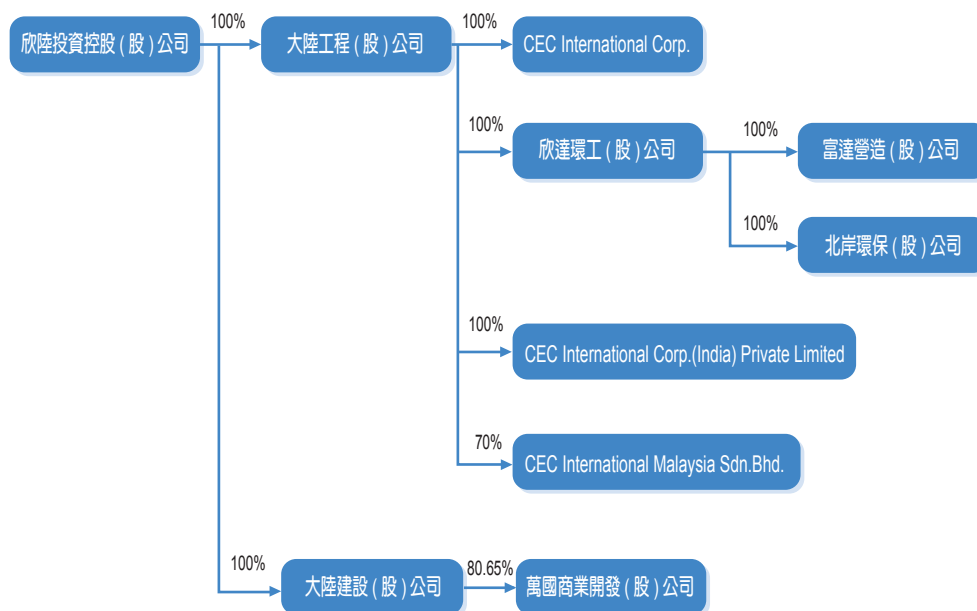 100%
100%
欣陸投資控股 ( 股 ) 公司
大陸工程 ( 股 ) 公司
CEC International Corp.
100%
100%
欣達環工 ( 股 ) 公司
富達營造 ( 股 ) 公司
100%
北岸環保 ( 股 ) 公司
100%
CEC International Corp.(India) Private Limited
70%
CEC International Malaysia Sdn.Bhd.
100%
80.65%
大陸建設 ( 股 ) 公司
萬國商業開發 ( 股 ) 公司